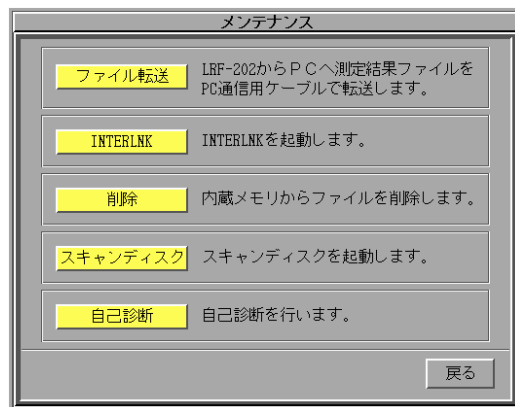 メンテナンス
ファイル転送
LRF-202からＰＣへ測定結果ファイルを
PC通信用ケーブルで転送します。
INTERLNK
INTERLNKを起動します。
削除
内蔵メモリからファイルを削除します。
スキャンディスク
スキャンディスクを起動します。
自己診断
自己診断を行います。
戻る